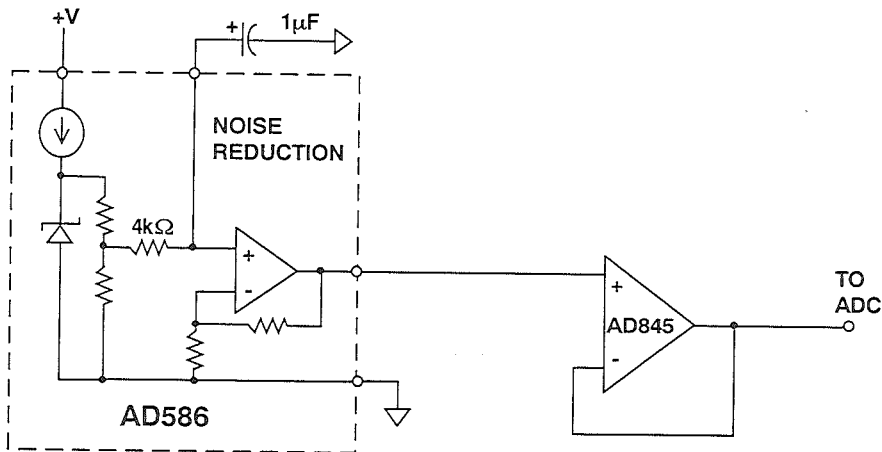 +V
+ 1μF
NOISE
REDUCTION
4kΩ
+
-
+
AD845
-
TO
ADC
AD586